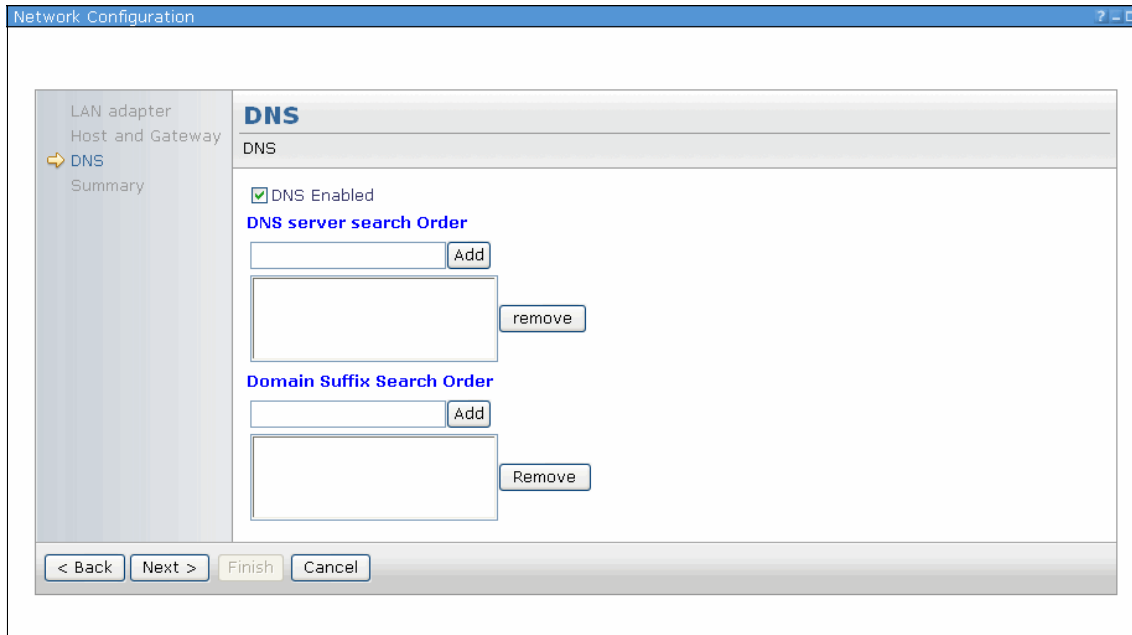 Network Configuration
LAN adapter
Host and Gateway
DNS
Summary
DNS
DNS
DNS Enabled
DNS server search Order
Add
remove
Domain Suffix Search Order
Add
Remove
< Back Next > Finish Cancel